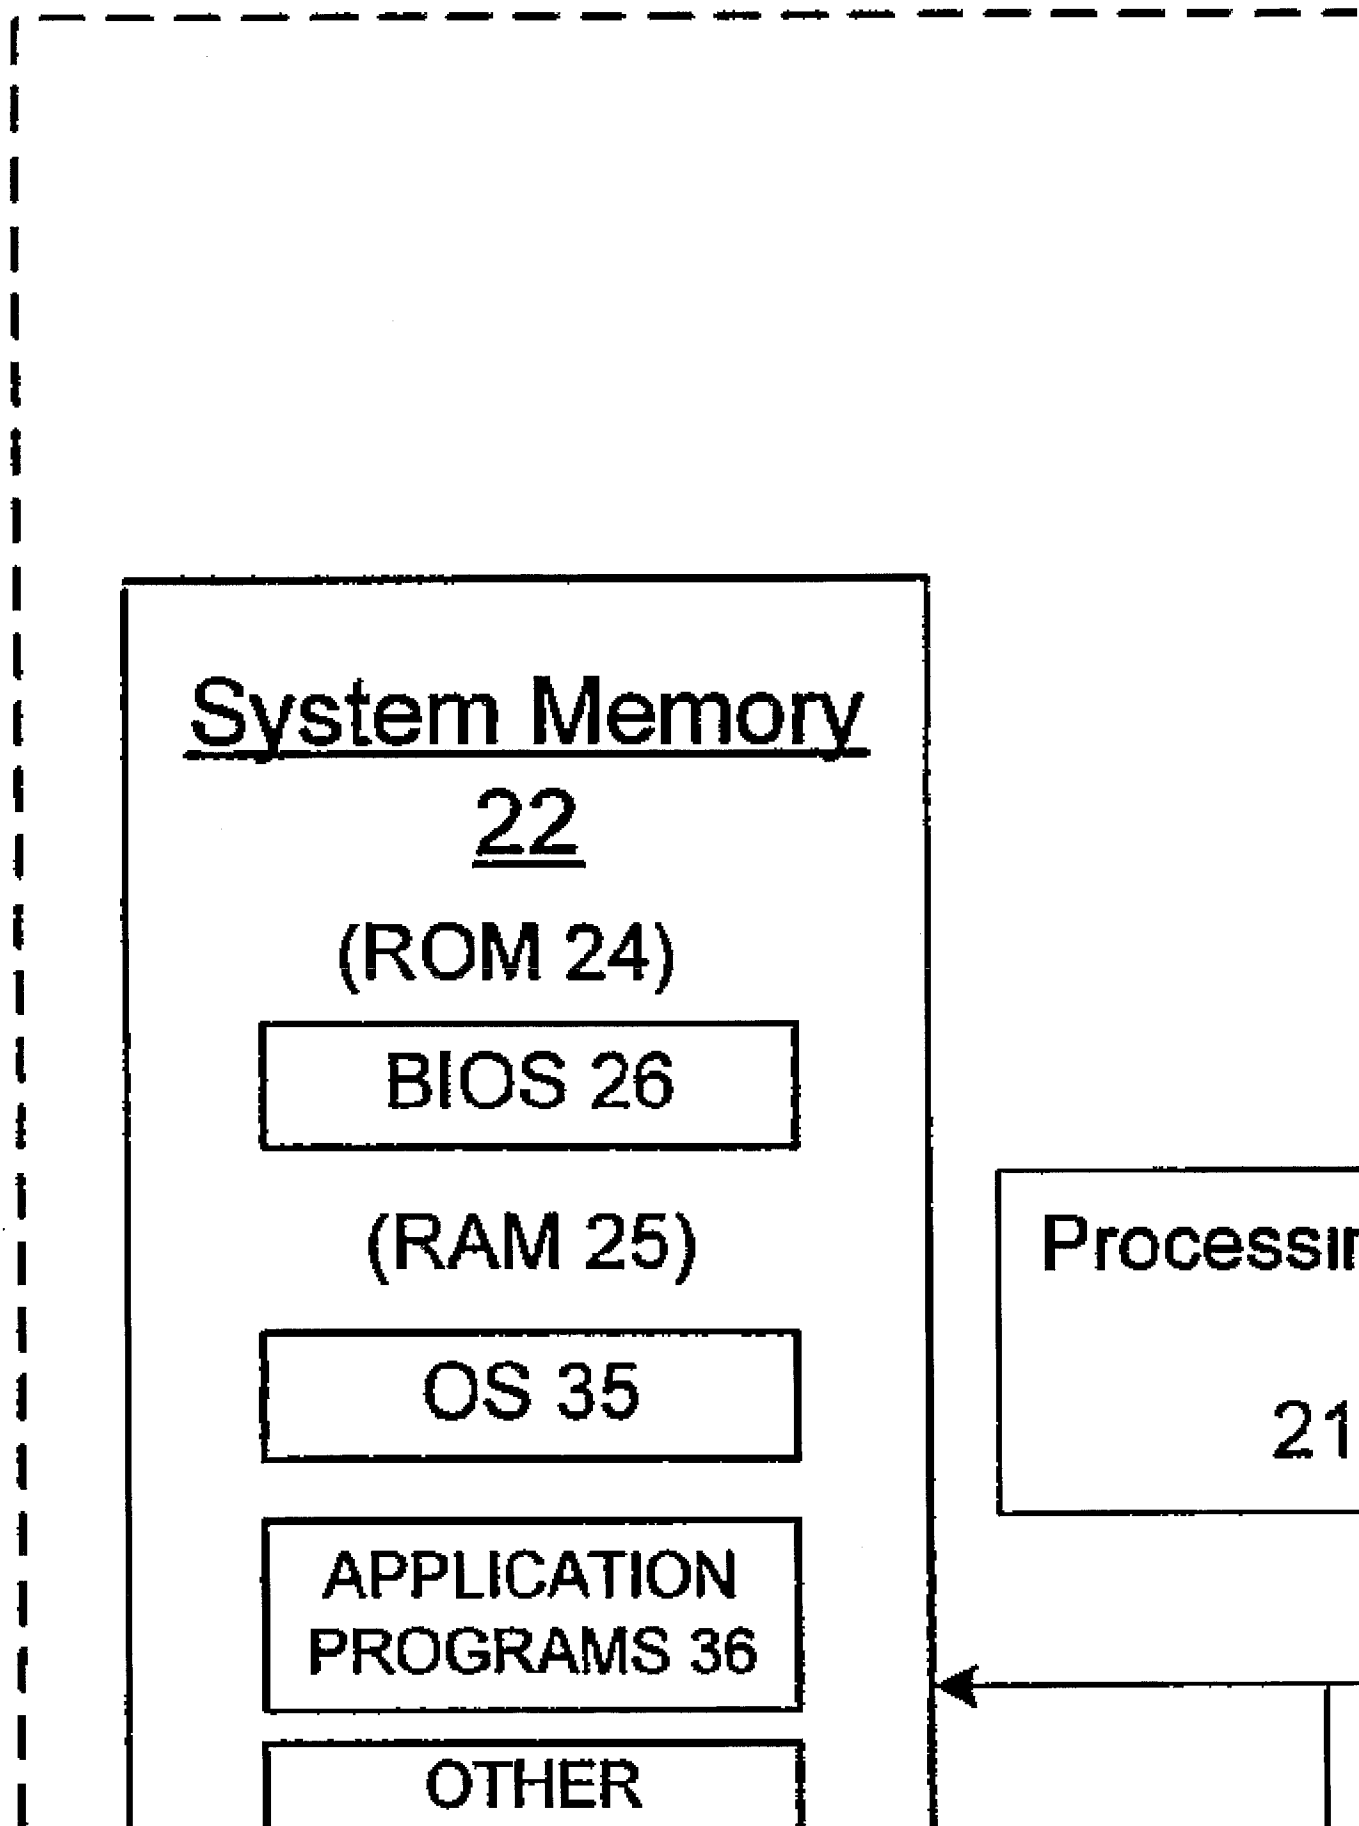 System Memory
22
(ROM 24)
BIOS 26
(RAM 25)
OS 35
APPLICATION
PROGRAMS 36
OTHER
21